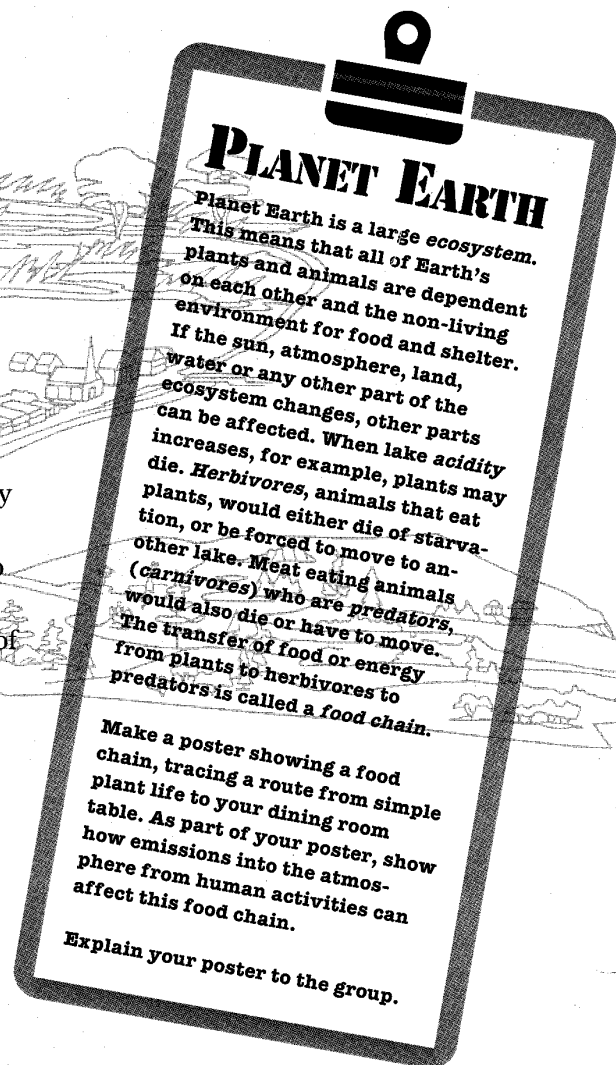 PLANET EARTH
Planet Earth is a large ecosystem.
This means that all of Earth's
plants and animals are dependent
on each other and the non-living
environment for food and shelter.
If the sun, atmosphere, land,
water or any other part of the
ecosystem changes, other parts
can be affected. When lake acidity
increases, for example, plants may
die. Herbivores, animals that eat
plants, would either die of starva-
tion, or be forced to move to an-
other lake. Meat eating animals
(carnivores) who are predators,
would also die or have to move.
The transfer of food or energy
from plants to herbivores to
predators is called a food chain.
Make a poster showing a food
chain, tracing a route from simple
plant life to your dining room
table. As part of your poster, show
how emissions into the atmos-
phere from human activities can
affect this food chain.
Explain your poster to the group.
y
of